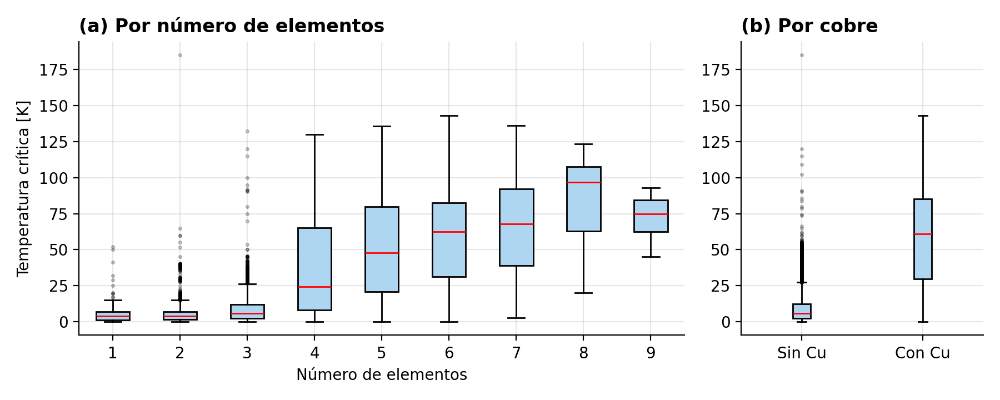 (a) Por número de elementos
Temperatura crítica [K]
175
150
125
100
75
50
25
0
1 2 3 4 5 6 7 8 9
Número de elementos
(b) Por cobre
175
150
125
100
75
50
25
0
Sin Cu Con Cu